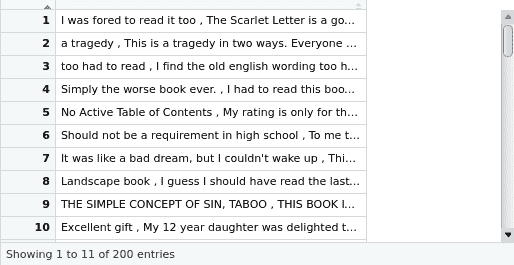 1 I was fored to read it too , The Scarlet Letter is a go...
2 a tragedy , This is a tragedy in two ways. Everyone ...
3 too had to read , I find the old english wording too h...
4 Simply the worse book ever. , I had to read this boo...
5 No Active Table of Contents , My rating is only for th...
6 Should not be a requirement in high school , To me t...
7 It was like a bad dream, but I couldn't wake up , Thi...
8 Landscape book , I guess I should have read the last...
9 THE SIMPLE CONCEPT OF SIN, TABOO , THIS BOOK I...
10 Excellent gift , My 12 year daughter was delighted t...
Showing 1 to 11 of 200 entries